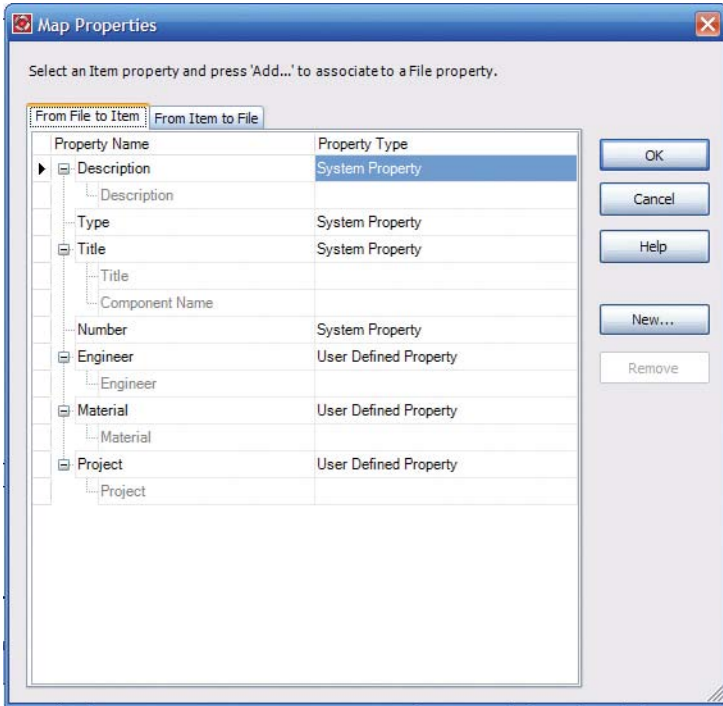 Map Properties
Select an Item property and press 'Add...' to associate to a File property.
From File to Item From Item to File
Property Name Property Type
Description System Property
Description
Type System Property
Title System Property
Title
Component Name
Number System Property
Engineer User Defined Property
Engineer
Material User Defined Property
Material
Project User Defined Property
Project
OK
Cancel
Help
New...
Remove